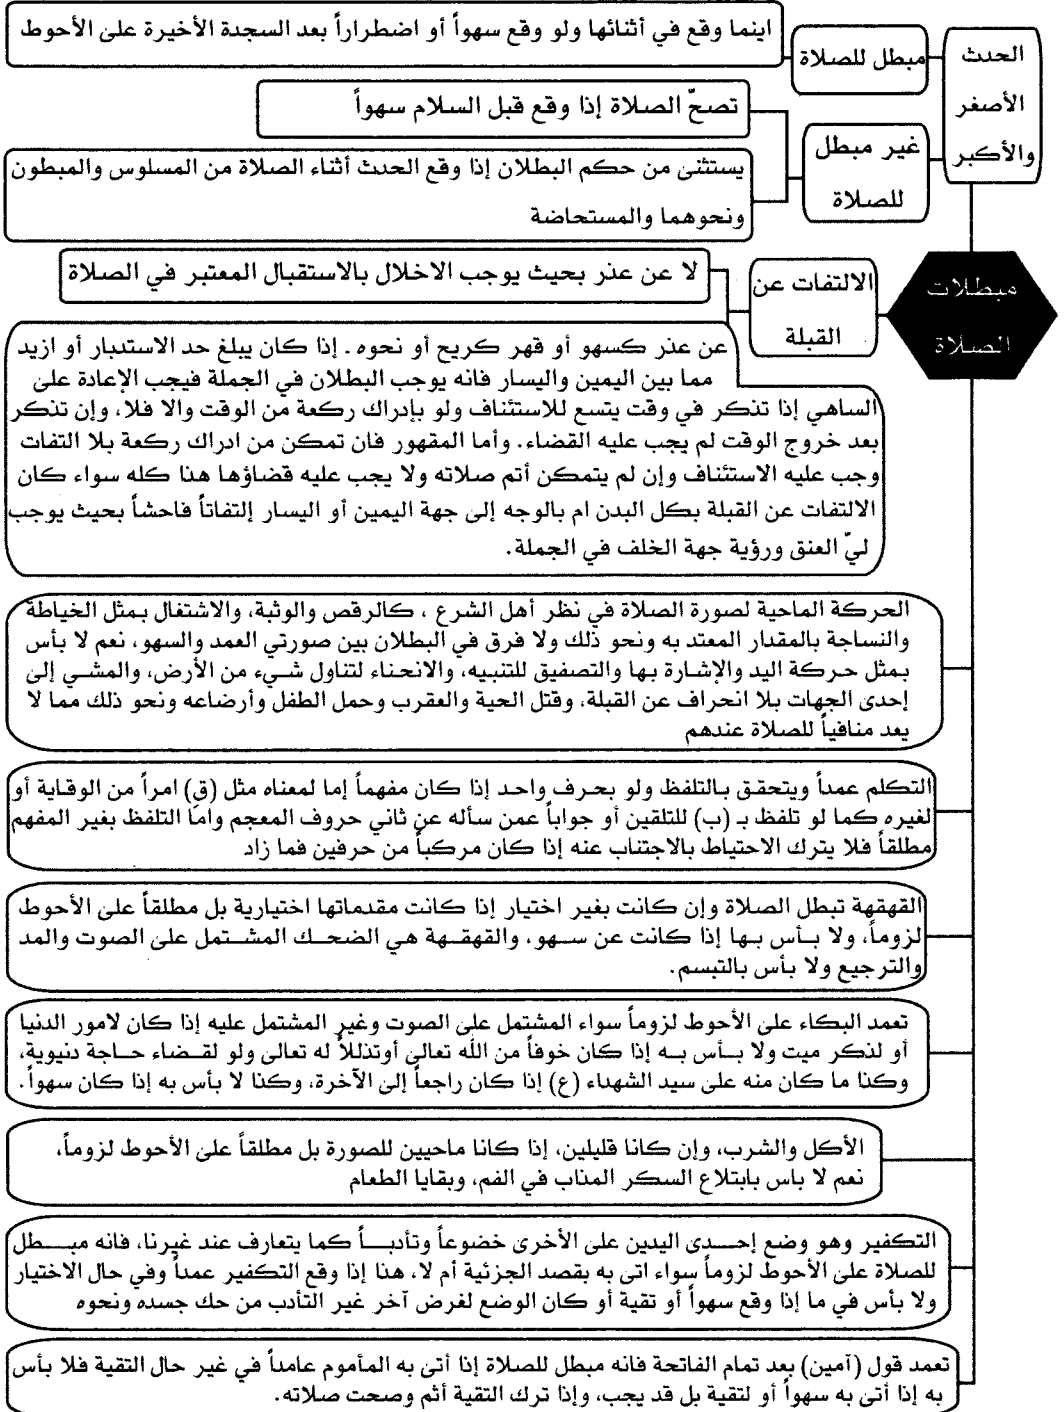 اينما وقع في أثنائها ولو وقع سهواً أو اضطراراً بعد السجدة الأخيرة على الأحوط
الحدث
الأصغر
والأكبر
مبطل للصلاة
تصحّ الصلاة إذا وقع قبل السلام سهواً
غير مبطل
للصلاة
يستثنى من حكم البطلان إذا وقع الحدث أثناء الصلاة من المسلوس والمبطون
ونحوهما والمستحاضة
مبطلات
الصلاة
الالتفات عن
القبلة
لا عن عذر بحيث يوجب الاخلال بالاستقبال المعتبر في الصلاة
عن عذر كسهو أو قهر كريح أو نحوه . إذا كان يبلغ حد الاستدبار أو ازيد
مما بين اليمين واليسار فانه يوجب البطلان في الجملة فيجب الإعادة على
الساهي إذا تذكر في وقت يتسع للاستئناف ولو بإدراك ركعة من الوقت والا فلا، وإن تذكر
بعد خروج الوقت لم يجب عليه القضاء. وأما المقهور فان تمكن من ادراك ركعة بلا التفات
وجب عليه الاستئناف وإن لم يتمكن أتم صلاته ولا يجب عليه قضاؤها هذا كله سواء كان
الالتفات عن القبلة بكل البدن ام بالوجه إلى جهة اليمين أو اليسار إلتفاتاً فاحشاً بحيث يوجب
ليّ العنق ورؤية جهة الخلف في الجملة.
الحركة الماحية لصورة الصلاة في نظر أهل الشرع ، كالرقص والوثبة، والاشتغال بمثل الخياطة
والنساجة بالمقدار المعتد به ونحو ذلك ولا فرق في البطلان بين صورتي العمد والسهو، نعم لا بأس
بمثل حركة اليد والإشارة بها والتصفيق للتنبيه، والانحناء لتناول شيء من الأرض، والمشي إلى
إحدى الجهات بلا انحراف عن القبلة، وقتل الحية والعقرب وحمل الطفل وأرضاعه ونحو ذلك مما لا
يعد منافياً للصلاة عندهم
التكلم عمداً ويتحقق بالتلفظ ولو بحرف واحد إذا كان مفهماً إما لمعناه مثل (قِ) امراً من الوقاية أو
لغيره كما لو تلفظ بـ (ب) للتلقين أو جواباً عمن سأله عن ثاني حروف المعجم واما التلفظ بغير المفهم
مطلقاً فلا يترك الاحتياط بالاجتناب عنه إذا كان مركباً من حرفين فما زاد
القهقهة تبطل الصلاة وإن كانت بغير اختيار إذا كانت مقدماتها اختيارية بل مطلقاً على الأحوط
لزوماً، ولا بأس بها إذا كانت عن سهو، والقهقهة هي الضحك المشتمل على الصوت والمد
والترجيع ولا بأس بالتبسم.
تعمد البكاء على الأحوط لزوماً سواء المشتمل على الصوت وغير المشتمل عليه إذا كان لامور الدنيا
أو لذكر ميت ولا بأس به إذا كان خوفاً من الله تعالى أوتذللاً له تعالى ولو لقضاء حاجة دنيوية،
وكذا ما كان منه على سيد الشهداء (ع) إذا كان راجعاً إلى الآخرة، وكذا لا بأس به إذا كان سهواً.
الأكل والشرب، وإن كانا قليلين، إذا كانا ماحيين للصورة بل مطلقاً على الأحوط لزوماً،
نعم لا باس بابتلاع السكر المذاب في الفم، وبقايا الطعام
التكفير وهو وضع إحدى اليدين على الأخرى خضوعاً وتأدباً كما يتعارف عند غيرنا، فانه مبطل
للصلاة على الأحوط لزوماً سواء اتى به بقصد الجزئية أم لا، هذا إذا وقع التكفير عمداً وفي حال الاختيار
ولا بأس في ما إذا وقع سهواً أو تقية أو كان الوضع لغرض آخر غير التأدب من حك جسده ونحوه
تعمد قول (آمين) بعد تمام الفاتحة فانه مبطل للصلاة إذا أتى به المأموم عامداً في غير حال التقية فلا بأس
به إذا أتى به سهواً أو لتقية بل قد يجب، وإذا ترك التقية أثم وصحت صلاته.